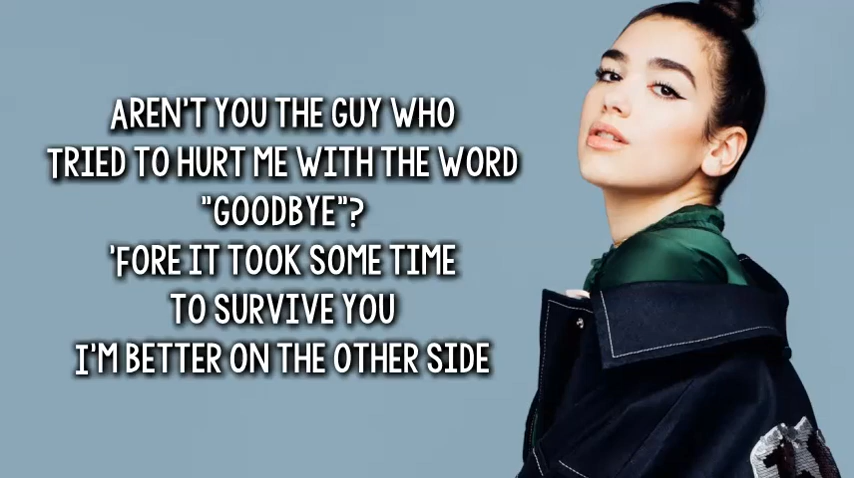 AREN'T YOU THE GUY WHO
TRIED TO HURT ME WITH THE WORD
"GOODBYE"?
'FORE IT TOOK SOME TIME
TO SURVIVE YOU
I'M BETTER ON THE OTHER SIDE